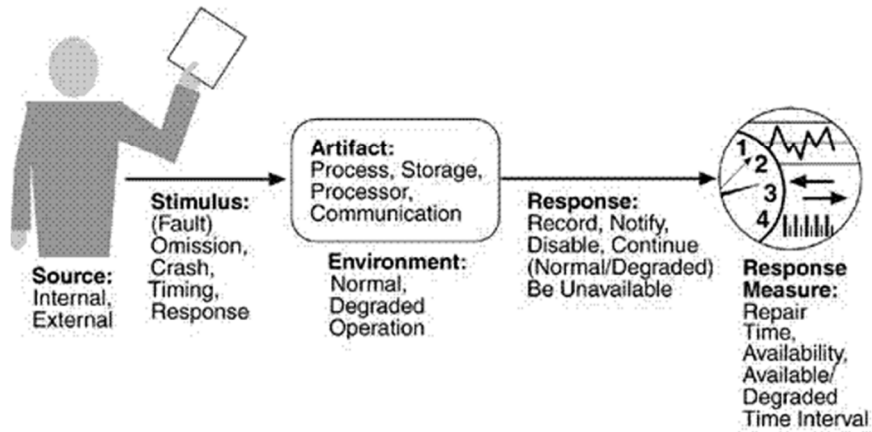 Source:
Internal,
External
Stimulus:
(Fault)
Omission,
Crash,
Timing,
Response
Artifact:
Process, Storage,
Processor,
Communication
Environment:
Normal,
Degraded
Operation
Response:
Record, Notify,
Disable, Continue
(Normal/Degraded)
Be Unavailable
1
2
3
4
Response
Measure:
Repair
Time,
Availability,
Available/
Degraded
Time Interval